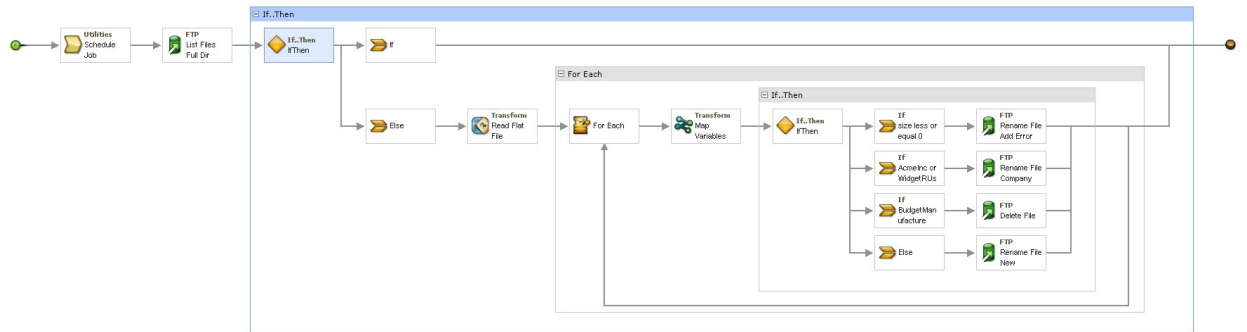 If..Then
Utilities
Schedule
Job
FTP
List Files
Full Dir
If..Then
IfThen
If
For Each
If..Then
Else
Transform
Read Flat
File
For Each
Transform
Map
Variables
If..Then
IfThen
If
size less or
equal 0
FTP
Rename File
Add Error
If
AcmeInc or
WidgetRUs
FTP
Rename File
Company
If
BudgetMan
ufacture
FTP
Delete File
Else
FTP
Rename File
New